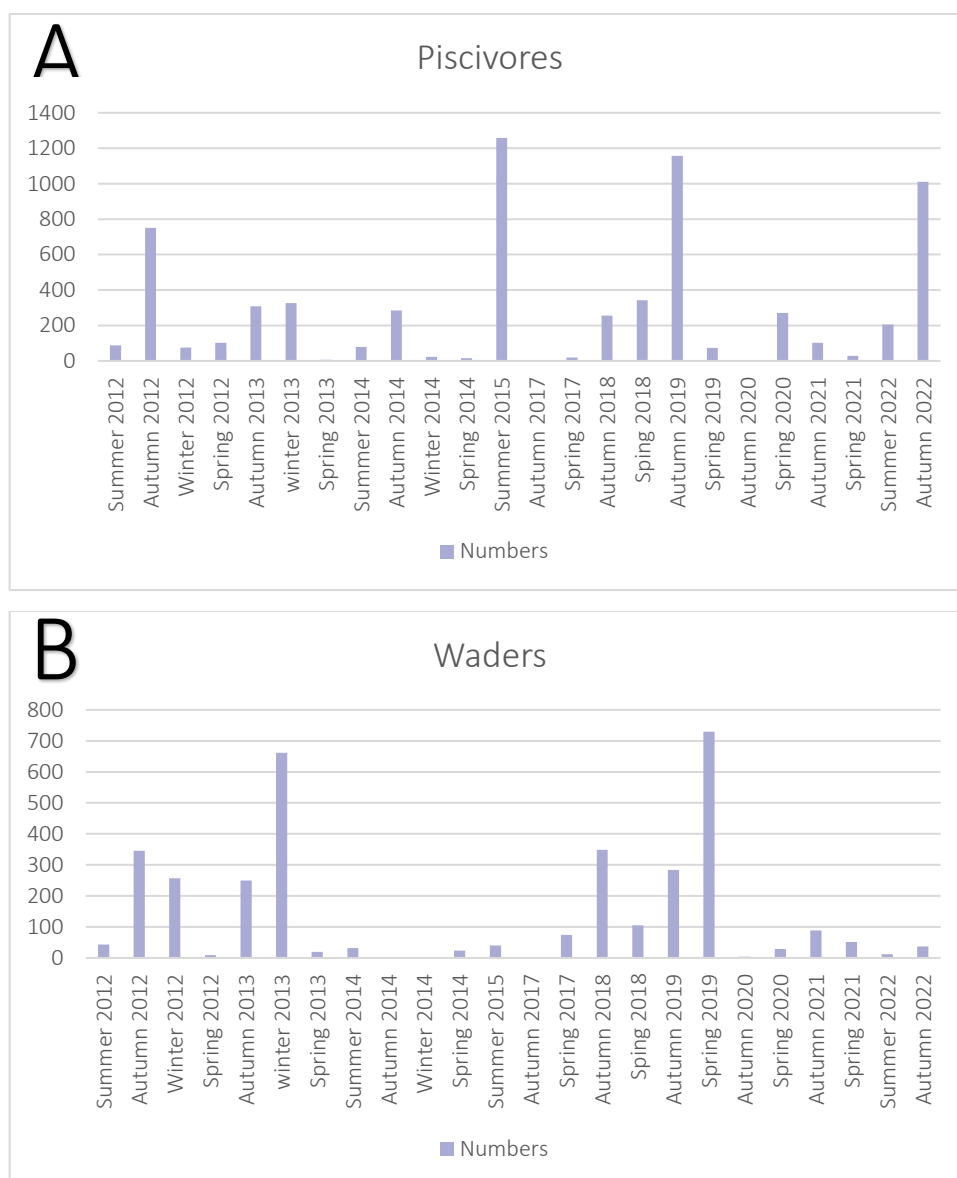 A
Piscivores
1400
1200
1000
800
600
400
200
0
Summer 2012
Autumn 2012
Winter 2012
Spring 2012
Autumn 2013
winter 2013
Spring 2013
Summer 2014
Autumn 2014
Winter 2014
Spring 2014
Summer 2015
Autumn 2017
Spring 2017
Autumn 2018
Sping 2018
Autumn 2019
Spring 2019
Autumn 2020
Spring 2020
Autumn 2021
Spring 2021
Summer 2022
Autumn 2022
Numbers
B
Waders
800
700
600
500
400
300
200
100
0
Summer 2012
Autumn 2012
Winter 2012
Spring 2012
Autumn 2013
winter 2013
Spring 2013
Summer 2014
Autumn 2014
Winter 2014
Spring 2014
Summer 2015
Autumn 2017
Spring 2017
Autumn 2018
Sping 2018
Autumn 2019
Spring 2019
Autumn 2020
Spring 2020
Autumn 2021
Spring 2021
Summer 2022
Autumn 2022
Numbers